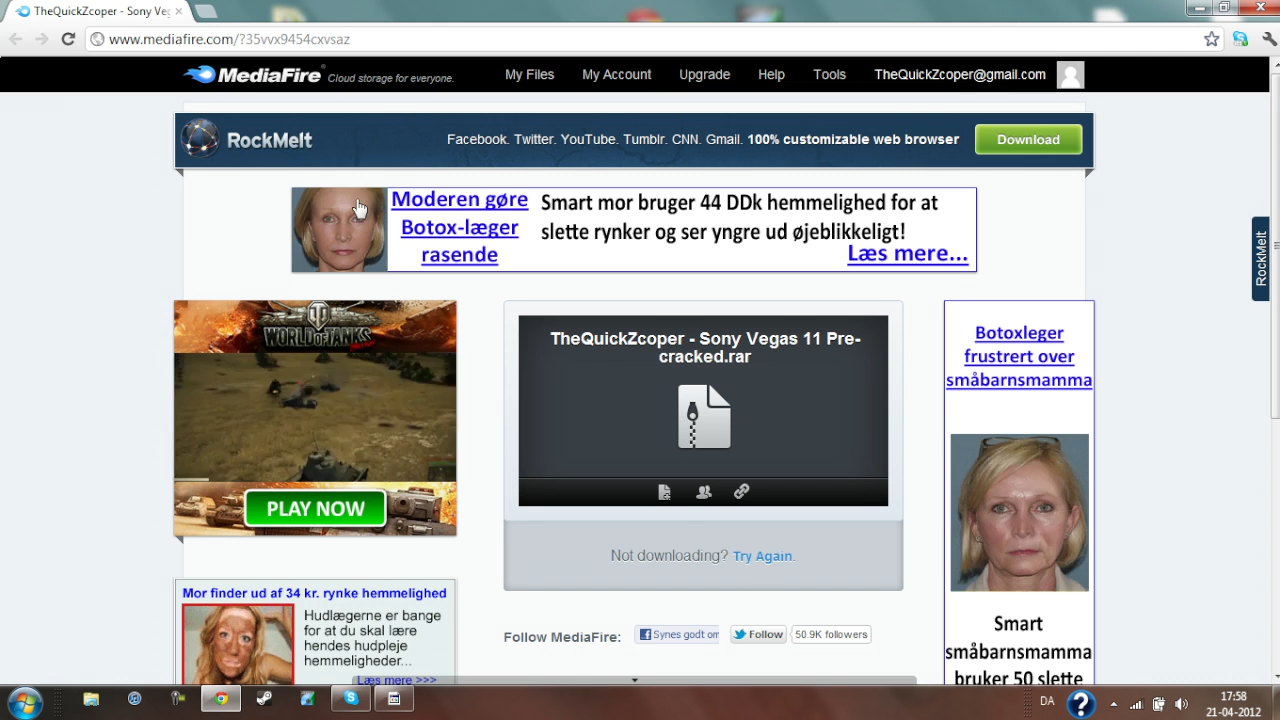 TheQuickZcoper - Sony Veg
www.mediafire.com/?35vvx9454cxvsaz
MediaFire Cloud storage for everyone.
My Files My Account Upgrade Help Tools TheQuickZcoper@gmail.com
RockMelt
Facebook. Twitter. YouTube. Tumblr. CNN. Gmail. 100% customizable web browser
Download
Moderen gøre
Botox-læger
rasende
Smart mor bruger 44 DDk hemmelighed for at
slette rynker og ser yngre ud øjeblikkeligt!
Læs mere...
RockMelt
WORLD OF TANKS
PLAY NOW
TheQuickZcoper - Sony Vegas 11 Pre-
cracked.rar
Not downloading? Try Again.
Follow MediaFire:
Synes godt om
Follow
50.9K followers
Botoxleger
frustrert over
småbarnsmamma
Smart
småbarnsmamma
bruker 50 slette
Mor finder ud af 34 kr. rynke hemmelighed
Hudlægerne er bange
for at du skal lære
hendes hudpleje
hemmeligheder...
Læs mere >>>
DA
17:58
21-04-2012